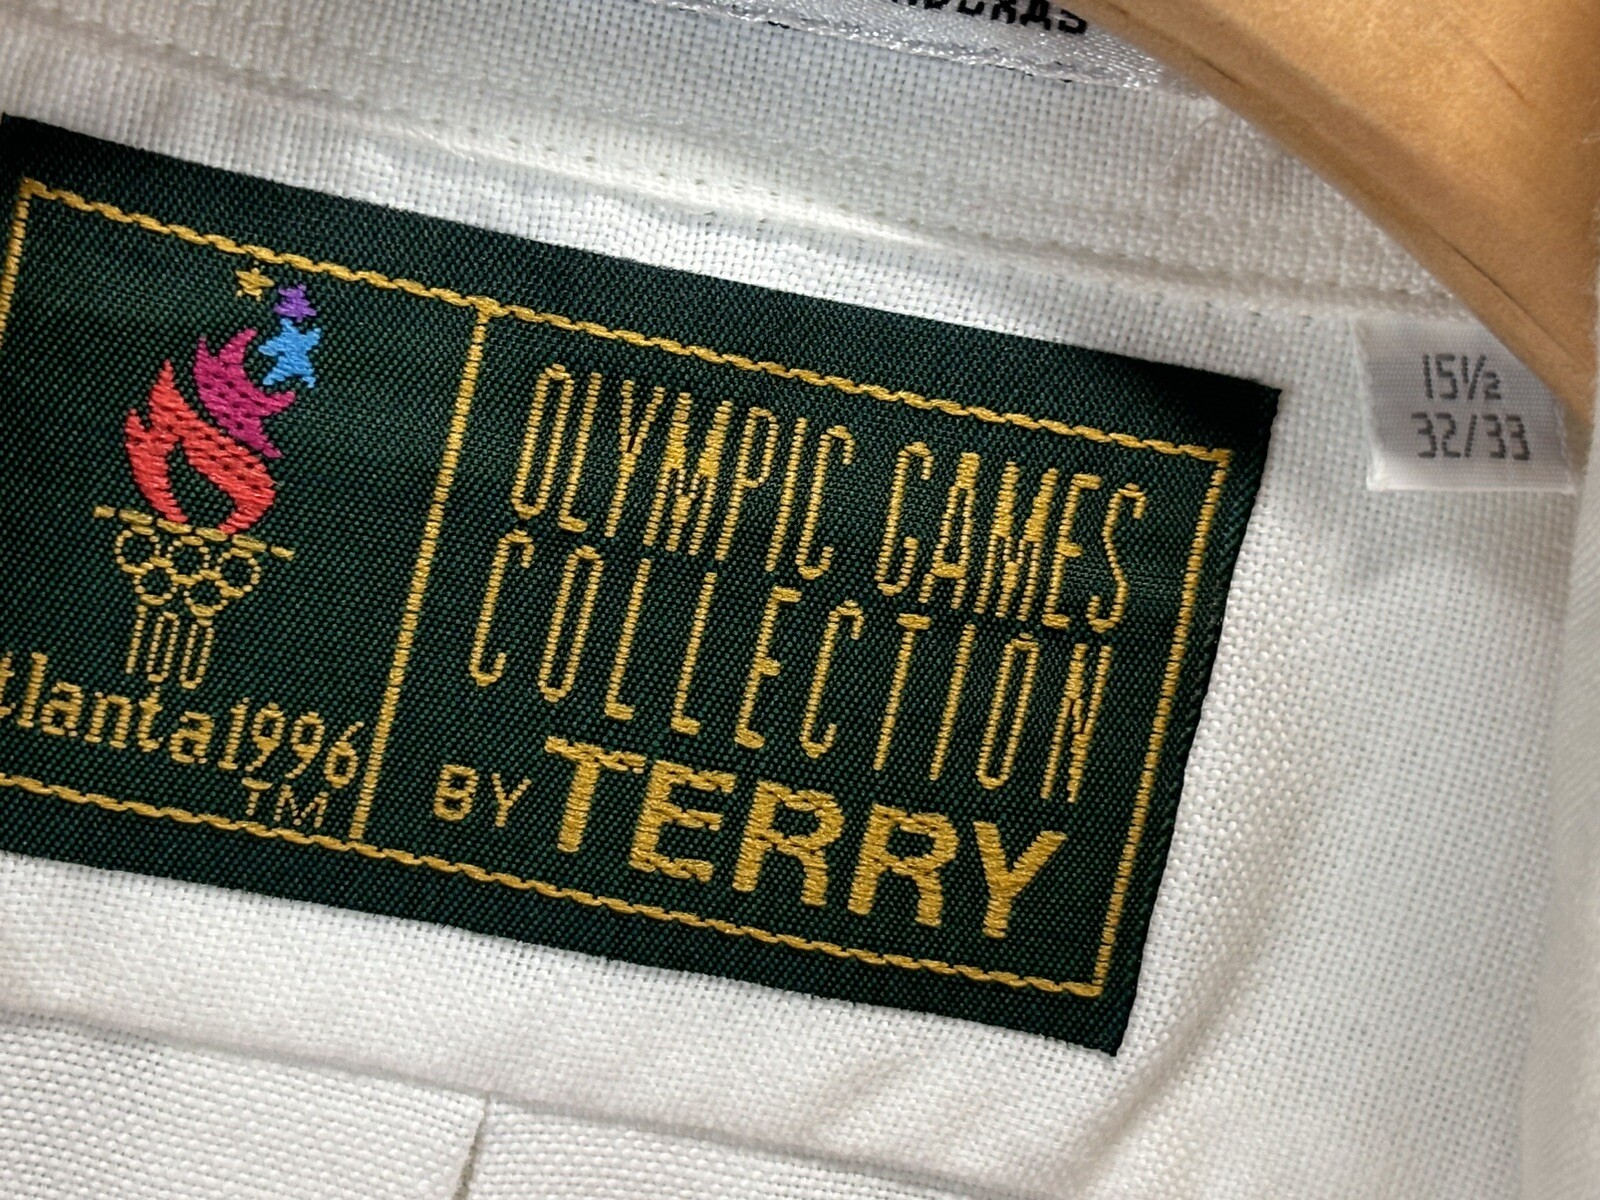 15½
32/33
OLYMPIC GAMES
COLLECTION
BY TERRY
100
tlanta1996
TM